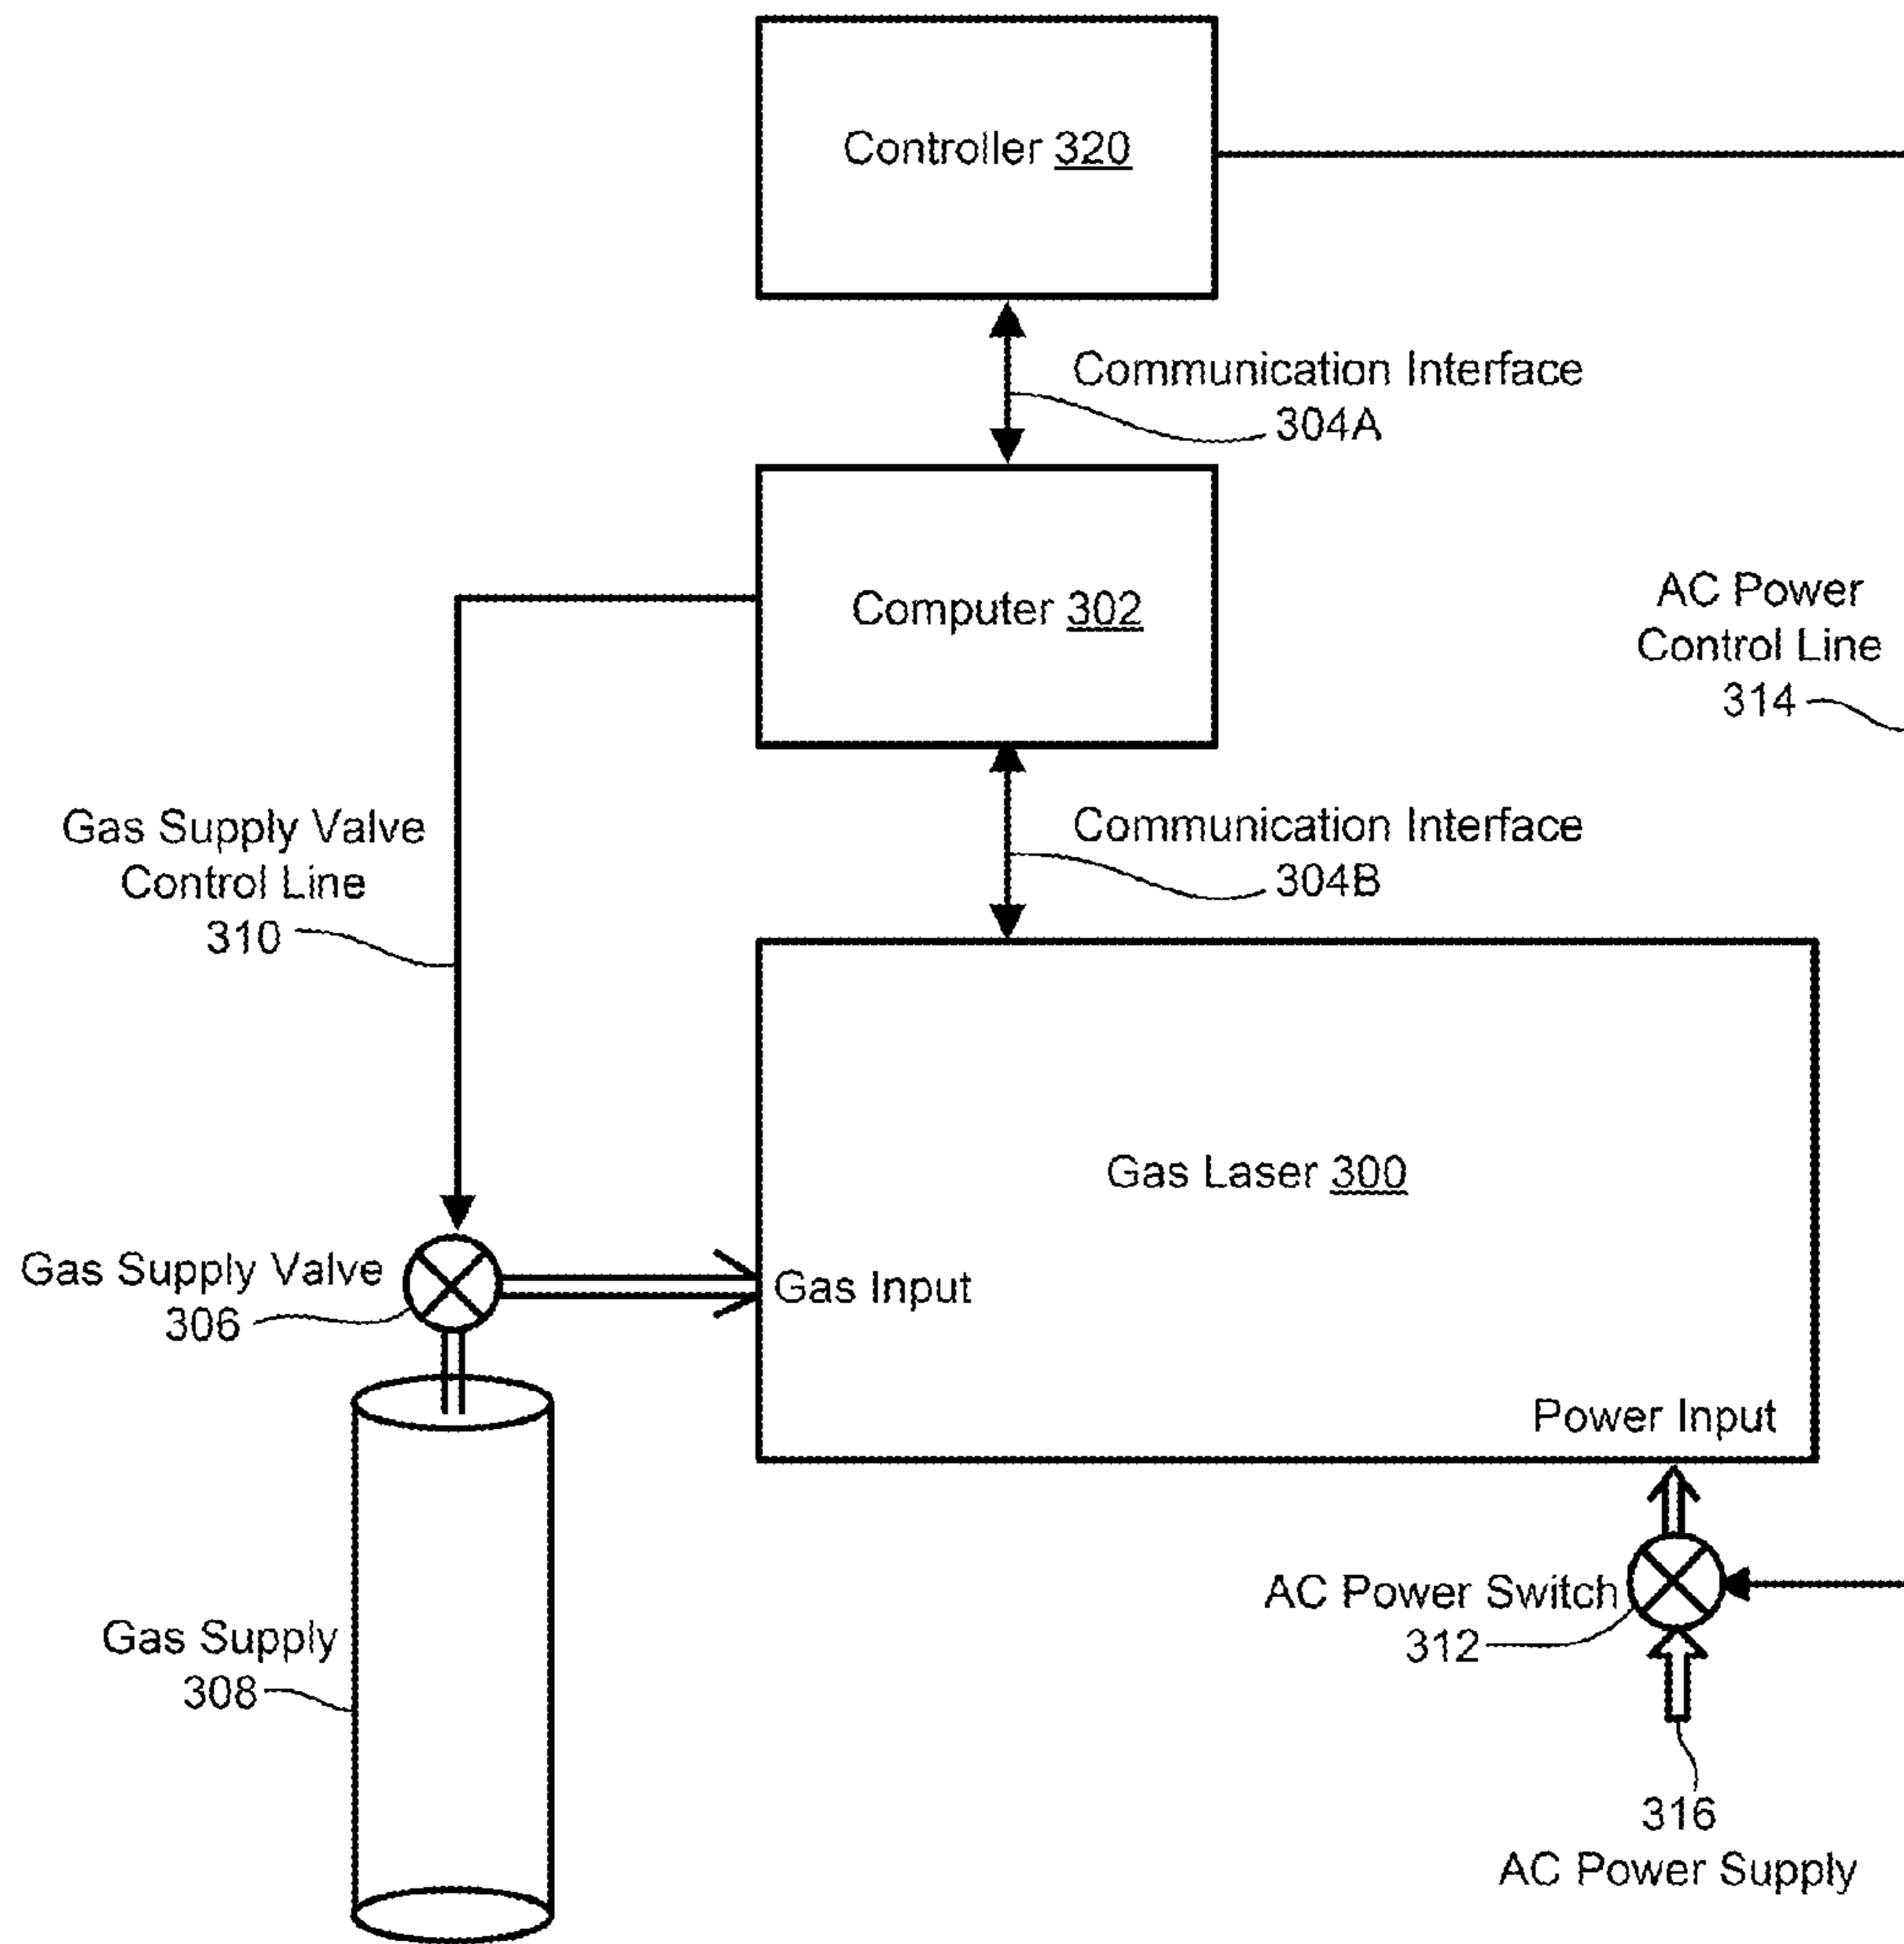 Controller 320
Communication Interface
304A
Computer 302
AC Power
Control Line
314
Gas Supply Valve
Control Line
310
Communication Interface
304B
Gas Laser 300
Gas Supply Valve
306
Gas Input
Power Input
AC Power Switch
312
Gas Supply
308
316
AC Power Supply